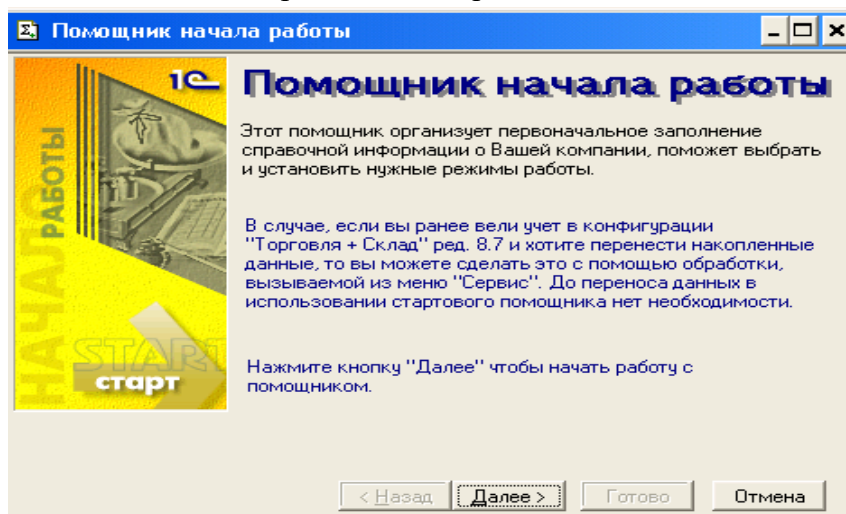 Помощник начала работы
1С
Помощник начала работы
Этот помощник организует первоначальное заполнение
справочной информации о Вашей компании, поможет выбрать
и установить нужные режимы работы.
В случае, если вы ранее вели учет в конфигурации
"Торговля + Склад" ред. 8.7 и хотите перенести накопленные
данные, то вы можете сделать это с помощью обработки,
вызываемой из меню "Сервис". До переноса данных в
использовании стартового помощника нет необходимости.
Нажмите кнопку "Далее" чтобы начать работу с
помощником.
НАЧАЛО
РАБОТЫ
START
старт
< Назад
Далее >
Готово
Отмена